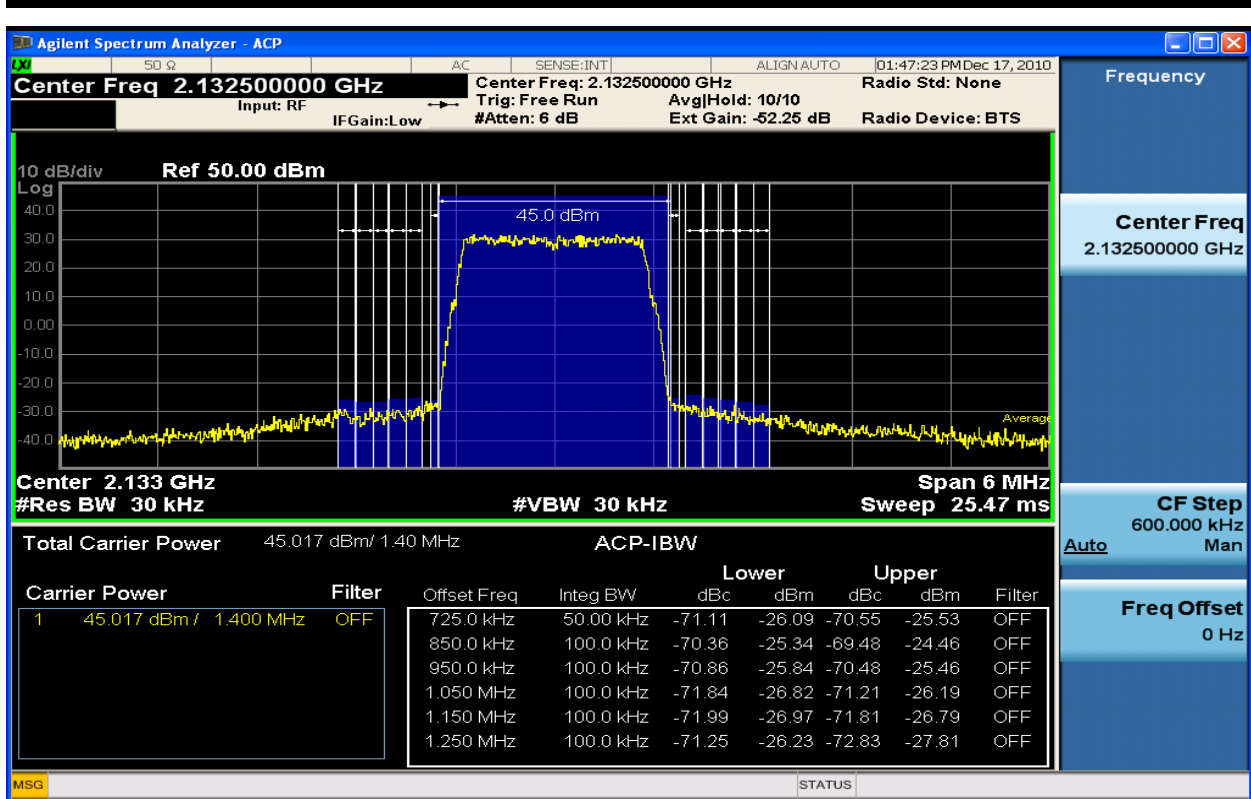 Agilent Spectrum Analyzer - ACP
LXI 50 Ω AC SENSE:INT ALIGN AUTO 01:47:23 PM Dec 17, 2010
Center Freq 2.132500000 GHz
Input: RF
IFGain:Low
Center Freq: 2.132500000 GHz
Trig: Free Run Avg|Hold: 10/10
#Atten: 6 dB Ext Gain: -52.25 dB
Radio Std: None
Radio Device: BTS
10 dB/div Ref 50.00 dBm
Log
40.0
30.0
20.0
10.0
0.00
-10.0
-20.0
-30.0
-40.0
45.0 dBm
Average
Center 2.133 GHz Span 6 MHz
#Res BW 30 kHz #VBW 30 kHz Sweep 25.47 ms
Total Carrier Power 45.017 dBm/ 1.40 MHz ACP-IBW
Lower Upper
Carrier Power Filter
1 45.017 dBm / 1.400 MHz OFF
Offset Freq Integ BW dBc dBm dBc dBm Filter
725.0 kHz 50.00 kHz -71.11 -26.09 -70.55 -25.53 OFF
850.0 kHz 100.0 kHz -70.36 -25.34 -69.48 -24.46 OFF
950.0 kHz 100.0 kHz -70.86 -25.84 -70.48 -25.46 OFF
1.050 MHz 100.0 kHz -71.84 -26.82 -71.21 -26.19 OFF
1.150 MHz 100.0 kHz -71.99 -26.97 -71.81 -26.79 OFF
1.250 MHz 100.0 kHz -71.25 -26.23 -72.83 -27.81 OFF
MSG STATUS
Frequency
Center Freq
2.132500000 GHz
CF Step
600.000 kHz
Auto Man
Freq Offset
0 Hz